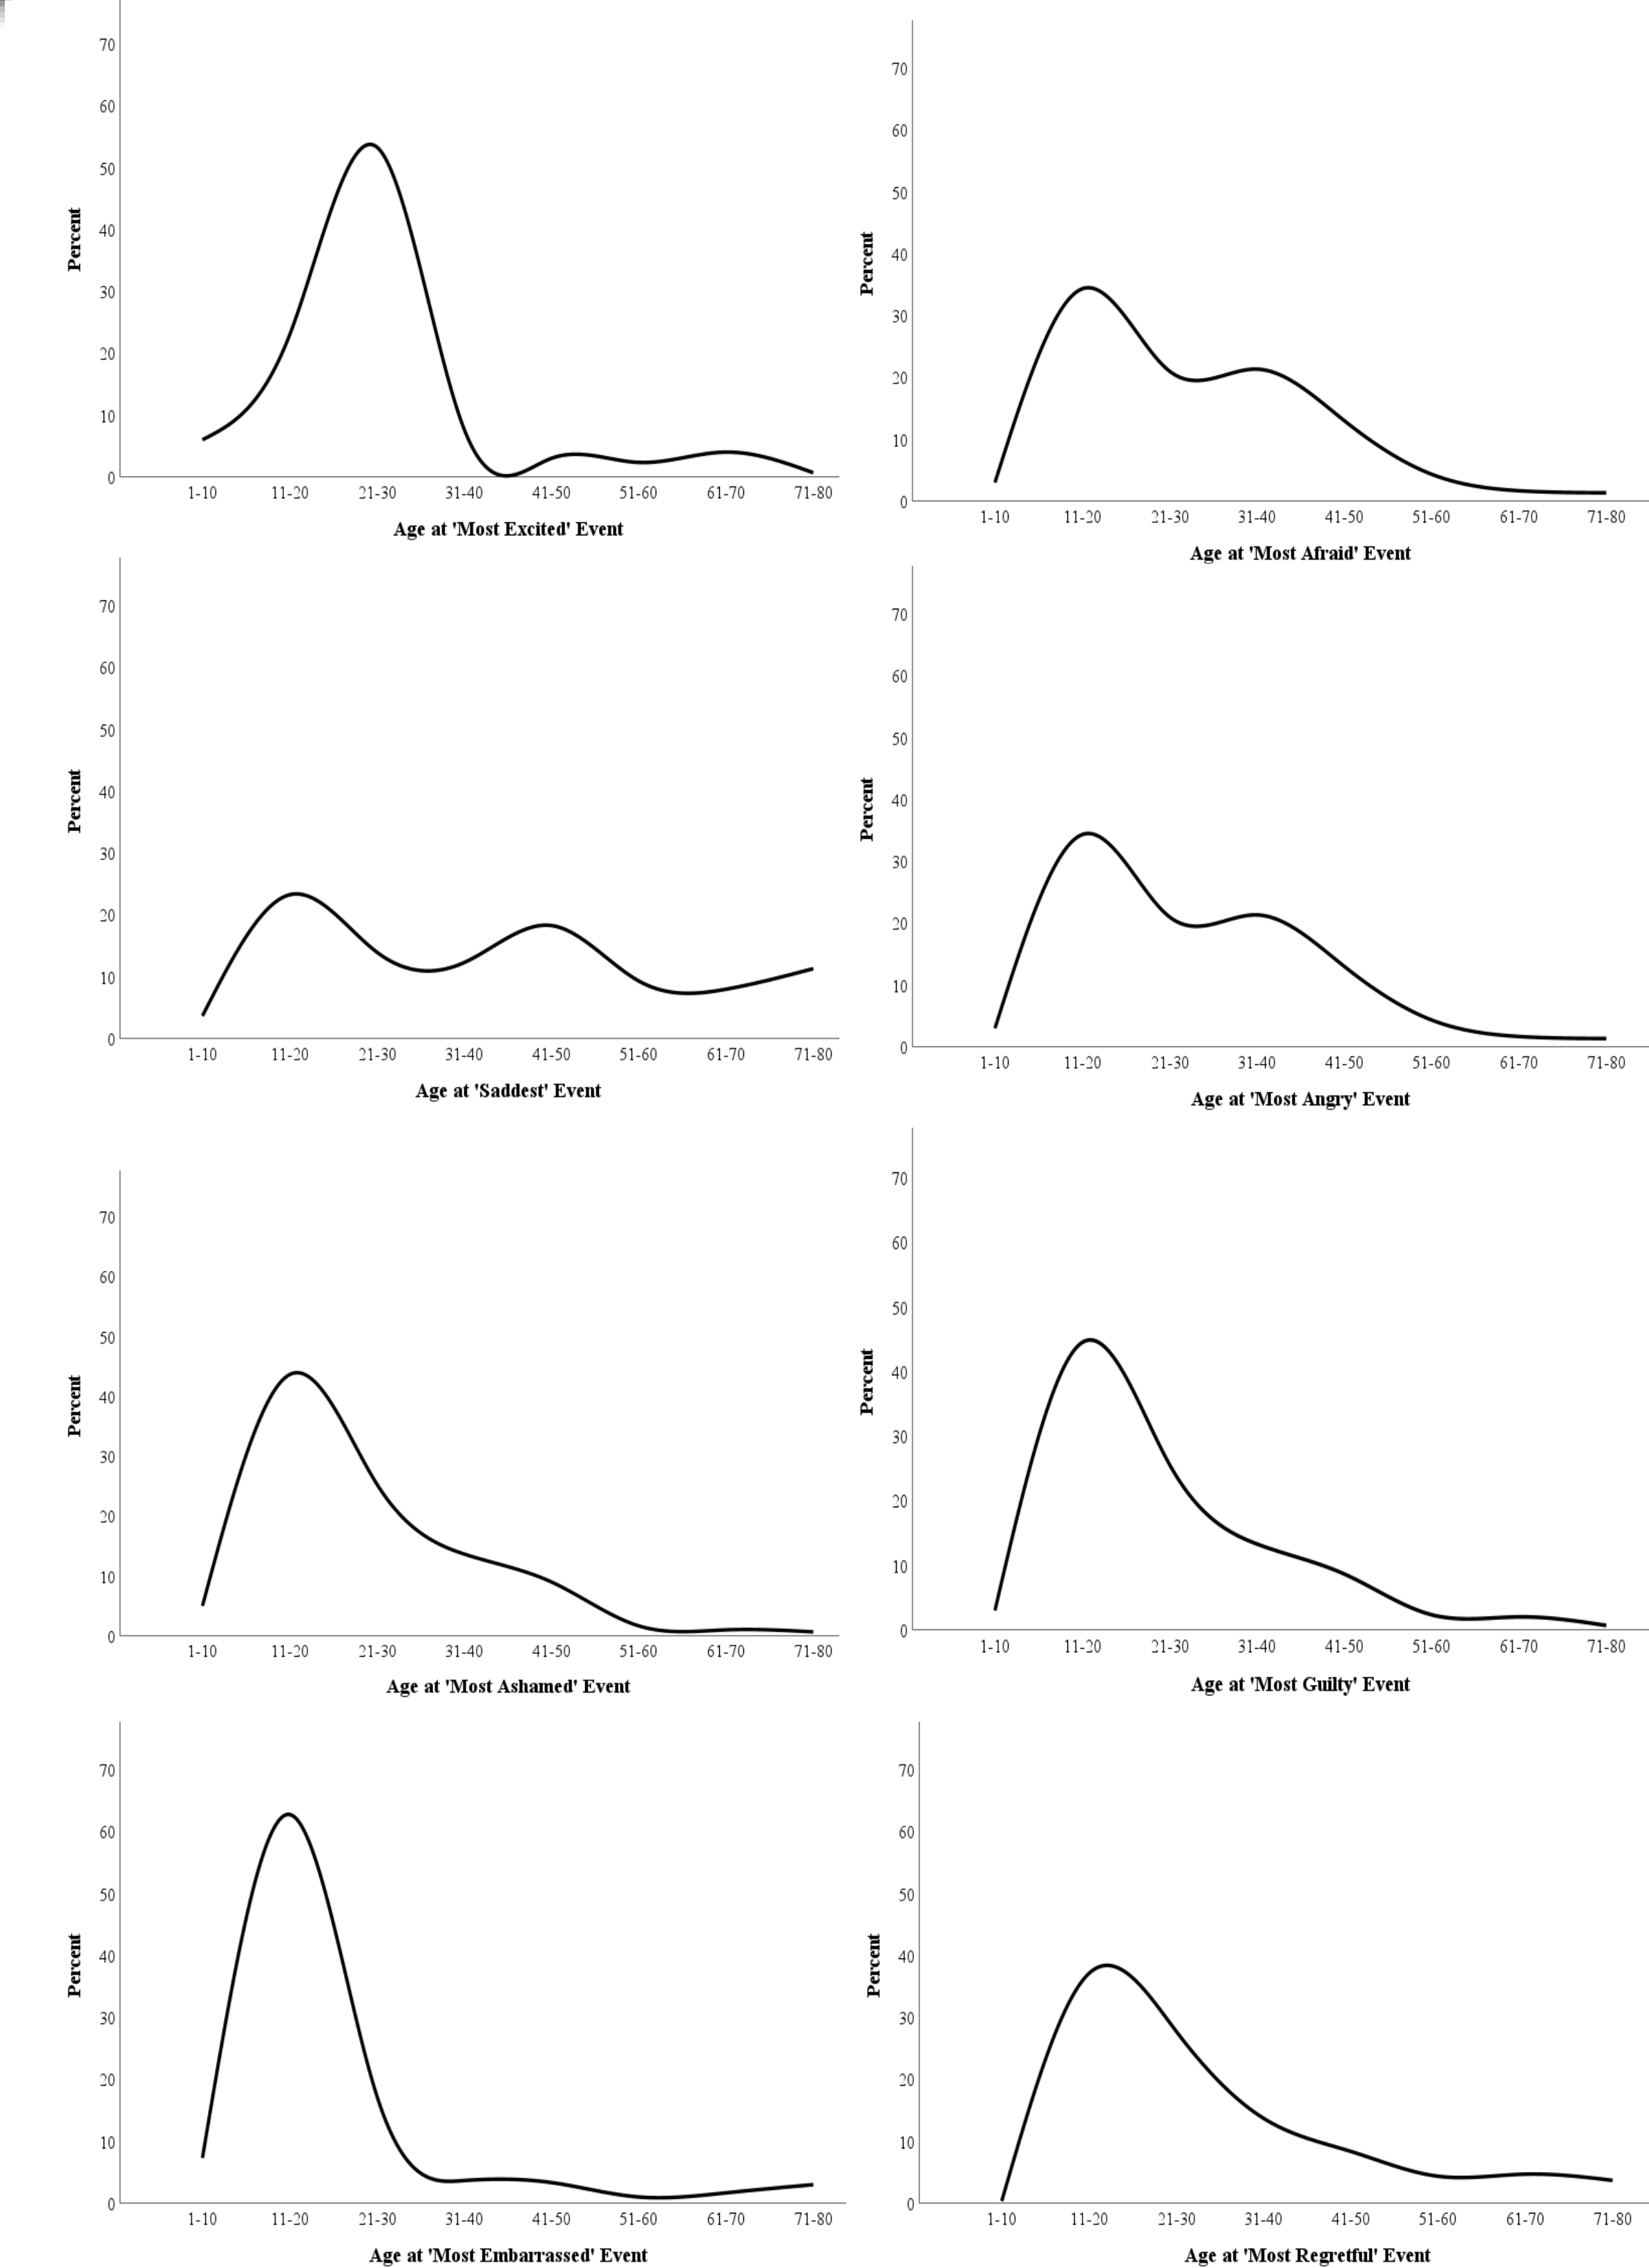 70
60
50
40
30
20
10
0
Percent
1-10 11-20 21-30 31-40 41-50 51-60 61-70 71-80
Age at 'Most Excited' Event
70
60
50
40
30
20
10
0
Percent
1-10 11-20 21-30 31-40 41-50 51-60 61-70 71-80
Age at 'Most Afraid' Event
70
60
50
40
30
20
10
0
Percent
1-10 11-20 21-30 31-40 41-50 51-60 61-70 71-80
Age at 'Saddest' Event
70
60
50
40
30
20
10
0
Percent
1-10 11-20 21-30 31-40 41-50 51-60 61-70 71-80
Age at 'Most Angry' Event
70
60
50
40
30
20
10
0
Percent
1-10 11-20 21-30 31-40 41-50 51-60 61-70 71-80
Age at 'Most Ashamed' Event
70
60
50
40
30
20
10
0
Percent
1-10 11-20 21-30 31-40 41-50 51-60 61-70 71-80
Age at 'Most Guilty' Event
70
60
50
40
30
20
10
0
Percent
1-10 11-20 21-30 31-40 41-50 51-60 61-70 71-80
Age at 'Most Embarrassed' Event
70
60
50
40
30
20
10
0
Percent
1-10 11-20 21-30 31-40 41-50 51-60 61-70 71-80
Age at 'Most Regretful' Event